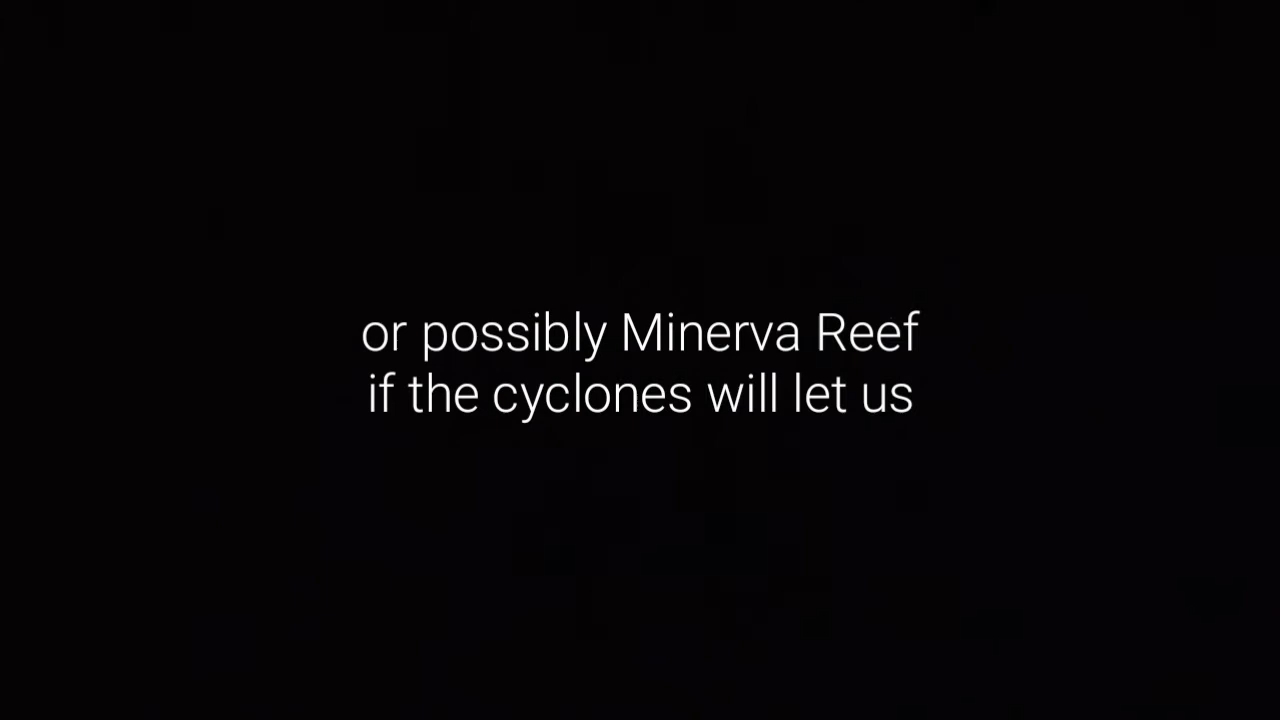 or possibly Minerva Reef
if the cyclones will let us